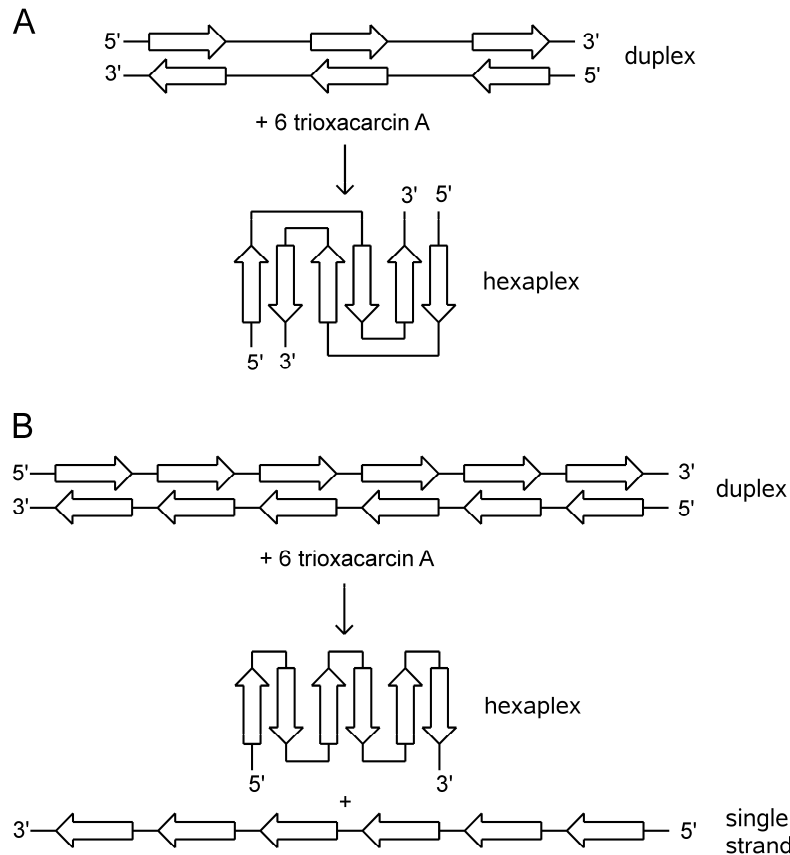 A
5' 3'
duplex
3' 5'
+ 6 trioxacarcin A
3' 5'
hexaplex
5' 3'
B
5' 3'
duplex
3' 5'
+ 6 trioxacarcin A
hexaplex
5' 3'
+
single
3' 5'
strand